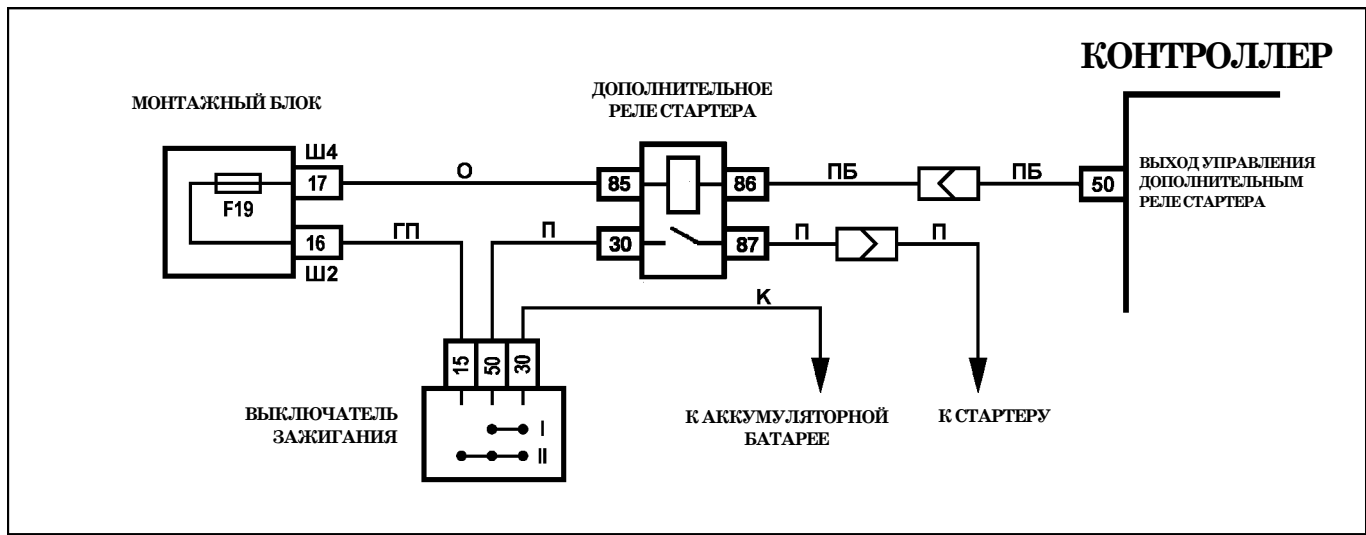 КОНТРОЛЛЕР
МОНТАЖНЫЙ БЛОК
ДОПОЛНИТЕЛЬНОЕ
РЕЛЕ СТАРТЕРА
Ш4
17
F19
16
Ш2
О
ГП
85
86
30
87
П
ПБ
ПБ
50
ВЫХОД УПРАВЛЕНИЯ
ДОПОЛНИТЕЛЬНЫМ
РЕЛЕ СТАРТЕРА
П
П
К
15
50
30
I
II
ВЫКЛЮЧАТЕЛЬ
ЗАЖИГАНИЯ
К АККУМУЛЯТОРНОЙ
БАТАРЕЕ
К СТАРТЕРУ